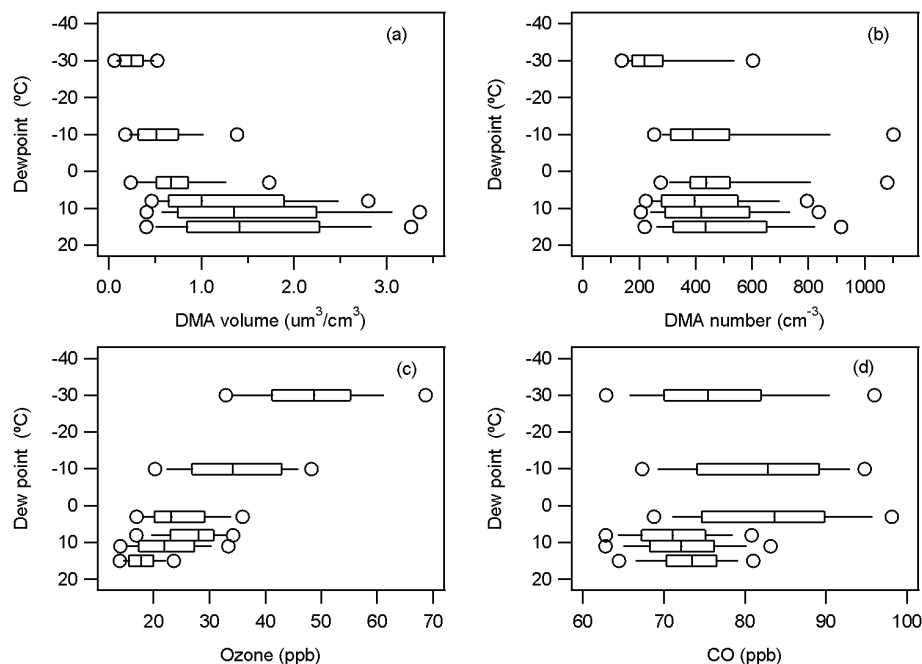 -40
-30
-20
-10
0
10
20
Dewpoint (ºC)
(a)
0.0 1.0 2.0 3.0
DMA volume (um³/cm³)
-40
-30
-20
-10
0
10
20
Dewpoint (ºC)
(b)
0 200 400 600 800 1000
DMA number (cm⁻³)
-40
-30
-20
-10
0
10
20
Dew point (ºC)
(c)
20 30 40 50 60 70
Ozone (ppb)
-40
-30
-20
-10
0
10
20
Dew point (ºC)
(d)
60 70 80 90 100
CO (ppb)